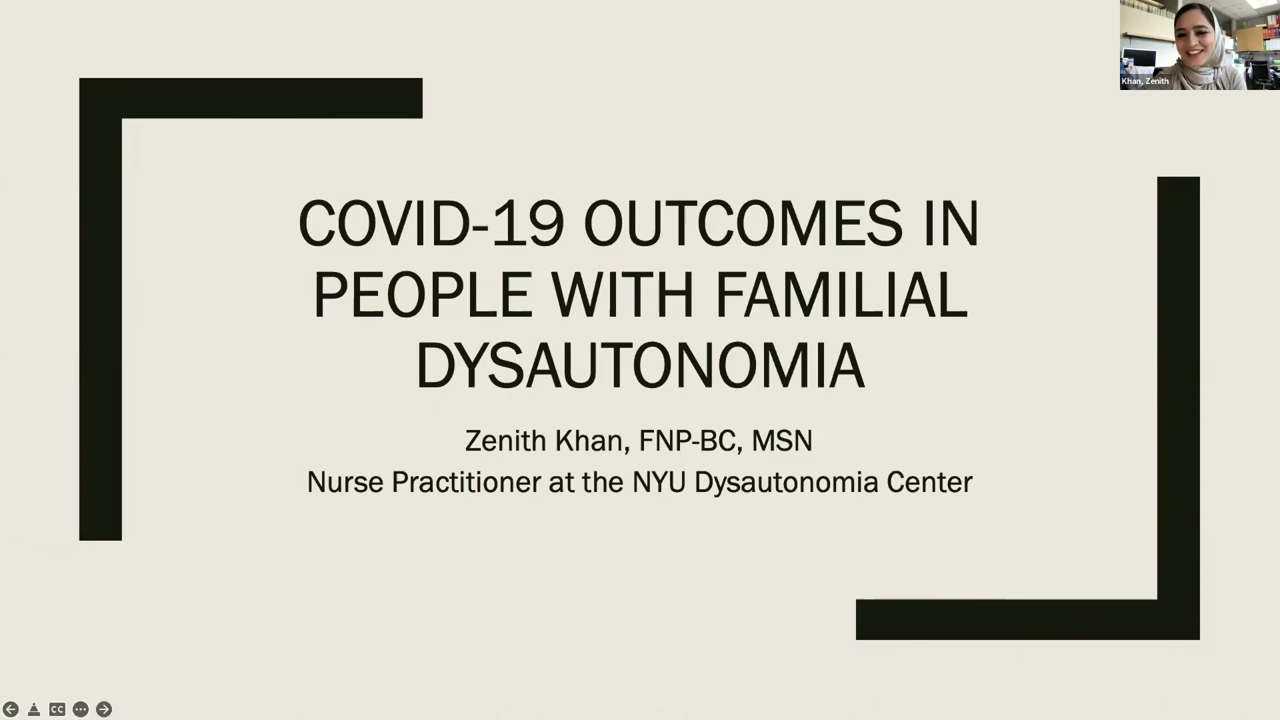 Khan, Zenith
COVID-19 OUTCOMES IN
PEOPLE WITH FAMILIAL
DYSAUTONOMIA
Zenith Khan, FNP-BC, MSN
Nurse Practitioner at the NYU Dysautonomia Center
CC